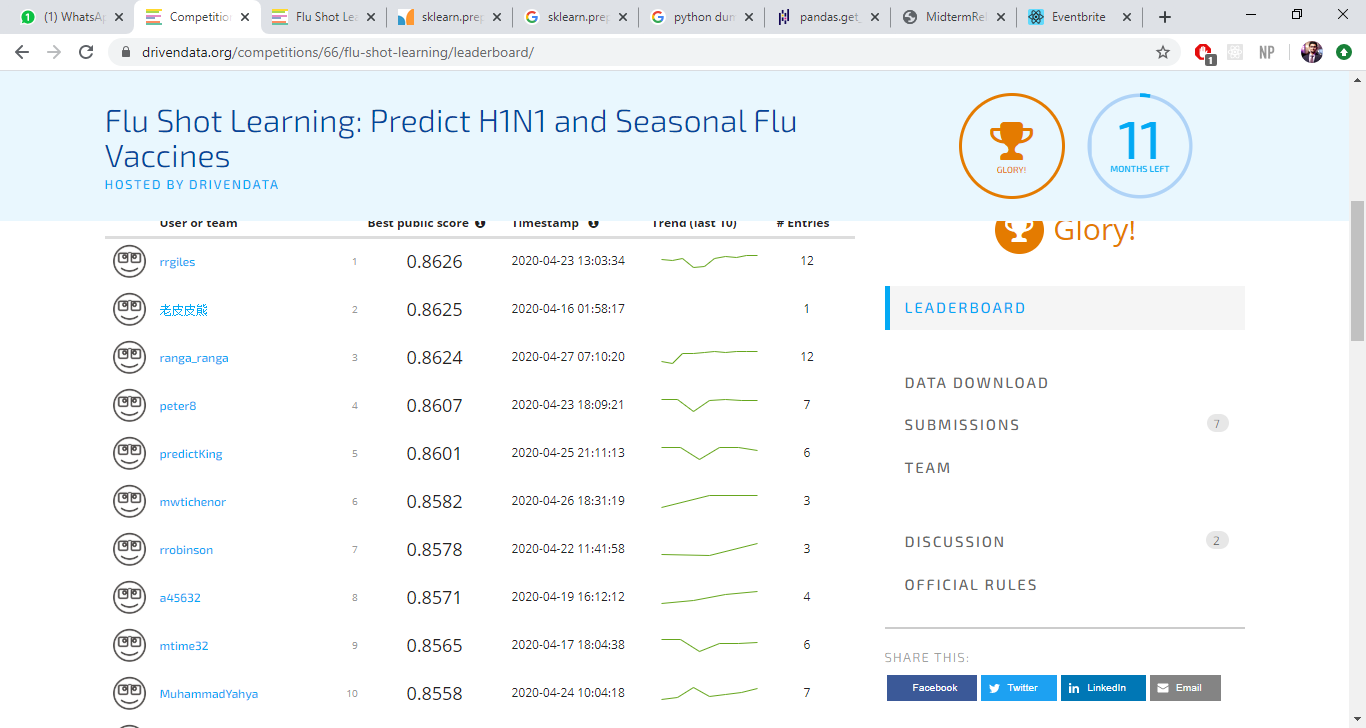 (1) WhatsAp
Competition
Flu Shot Lea
sklearn.prep
sklearn.prep
python dum
pandas.get_
MidtermRe
Eventbrite
drivendata.org/competitions/66/flu-shot-learning/leaderboard/
1
NP
Flu Shot Learning: Predict H1N1 and Seasonal Flu
Vaccines
HOSTED BY DRIVENDATA
GLORY!
11
MONTHS LEFT
User or team Best public score Timestamp Trend (last 10) # Entries
rrgiles 1 0.8626 2020-04-23 13:03:34 12
老皮皮熊 2 0.8625 2020-04-16 01:58:17 1
ranga_ranga 3 0.8624 2020-04-27 07:10:20 12
peter8 4 0.8607 2020-04-23 18:09:21 7
predictKing 5 0.8601 2020-04-25 21:11:13 6
mwtichenor 6 0.8582 2020-04-26 18:31:19 3
rrobinson 7 0.8578 2020-04-22 11:41:58 3
a45632 8 0.8571 2020-04-19 16:12:12 4
mtime32 9 0.8565 2020-04-17 18:04:38 6
MuhammadYahya 10 0.8558 2020-04-24 10:04:18 7
Glory!
LEADERBOARD
DATA DOWNLOAD
SUBMISSIONS 7
TEAM
DISCUSSION 2
OFFICIAL RULES
SHARE THIS:
Facebook
Twitter
LinkedIn
Email